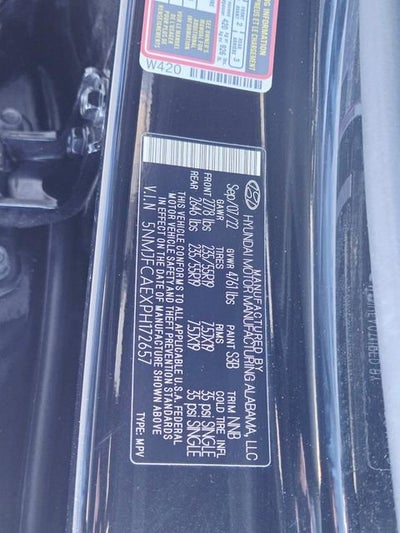 MANUFACTURED BY
HYUNDAI MOTOR MANUFACTURING ALABAMA, LLC
Sep/07/22 GVWR 4761 lbs PAINT S3B TRIM NNB
GAWR TIRES RIMS COLD TIRE INFL
FRONT 2778 lbs 235/55R19 7.5JX19 35 psi SINGLE
REAR 2646 lbs 235/55R19 7.5JX19 35 psi SINGLE
THIS VEHICLE CONFORMS TO ALL APPLICABLE U.S.A. FEDERAL
MOTOR VEHICLE SAFETY AND THEFT PREVENTION STANDARDS
IN EFFECT ON THE DATE OF MANUFACTURE SHOWN ABOVE
V.I.N 5NMJFCAEXPH172657 TYPE: MPV
W420